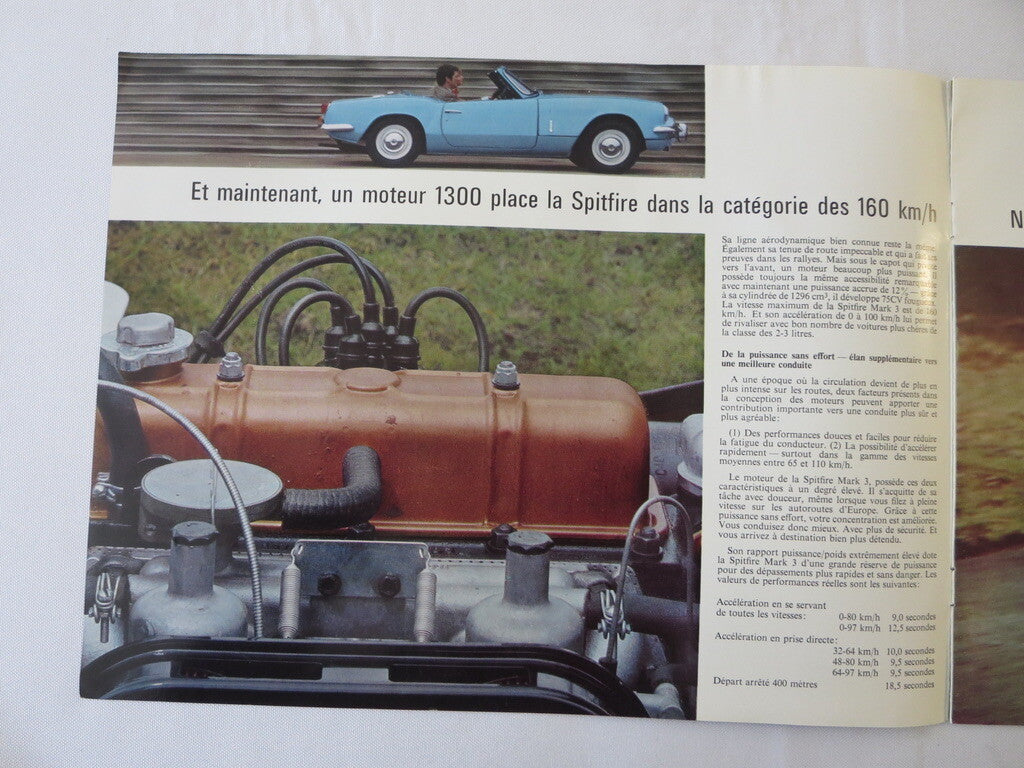 Et maintenant, un moteur 1300 place la Spitfire dans la catégorie des 160 km/h
N
Sa ligne aérodynamique bien connue reste la même.
Également sa tenue de route impeccable et qui a fait ses
preuves dans les rallyes. Mais sous le capot qui
vers l'avant, un moteur beaucoup plus puissant. Il
possède toujours la même accessibilité remarquable
avec maintenant une puissance accrue de 12% — grâce
à sa cylindrée de 1296 cm³, il développe 75CV fougueux.
La vitesse maximum de la Spitfire Mark 3 est de 160
km/h. Et son accélération de 0 à 100 km/h lui permet
de rivaliser avec bon nombre de voitures plus chères de
la classe des 2-3 litres.
De la puissance sans effort — élan supplémentaire vers
une meilleure conduite
A une époque où la circulation devient de plus en
plus intense sur les routes, deux facteurs présents dans
la conception des moteurs peuvent apporter une
contribution importante vers une conduite plus sûr et
plus agréable:
(1) Des performances douces et faciles pour réduire
la fatigue du conducteur. (2) La possibilité d'accélérer
rapidement — surtout dans la gamme des vitesses
moyennes entre 65 et 110 km/h.
Le moteur de la Spitfire Mark 3, possède ces deux
caractéristiques à un degré élevé. Il s'acquitte de sa
tâche avec douceur, même lorsque vous filez à pleine
vitesse sur les autoroutes d'Europe. Grâce à cette
puissance sans effort, votre concentration est améliorée.
Vous conduisez donc mieux. Avec plus de sécurité. Et
vous arrivez à destination bien plus détendu.
Son rapport puissance/poids extrêmement élevé dote
la Spitfire Mark 3 d'une grande réserve de puissance
pour des dépassements plus rapides et sans danger. Les
valeurs de performances réelles sont les suivantes:
Accélération en se servant
de toutes les vitesses: 0-80 km/h 9,0 secondes
0-97 km/h 12,5 secondes
Accélération en prise directe:
32-64 km/h 10,0 secondes
48-80 km/h 9,5 secondes
64-97 km/h 9,5 secondes
Départ arrêté 400 mètres 18,5 secondes